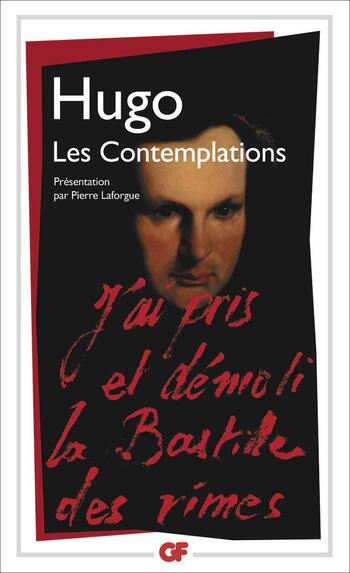 Hugo
Les Contemplations
Présentation
par Pierre Laforgue
J'ai pris
et démoli
la Bastille
des rimes
GF